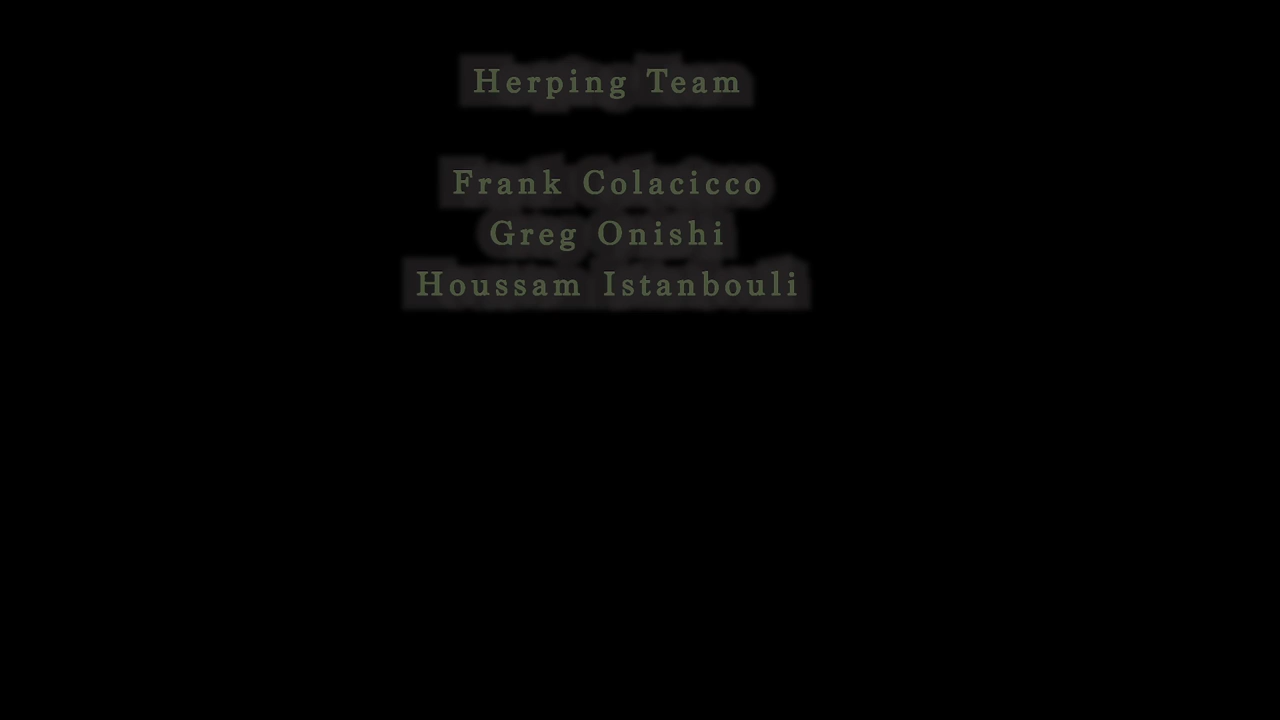 Herping Team
Frank Colacicco
Greg Onishi
Houssam Istanbouli